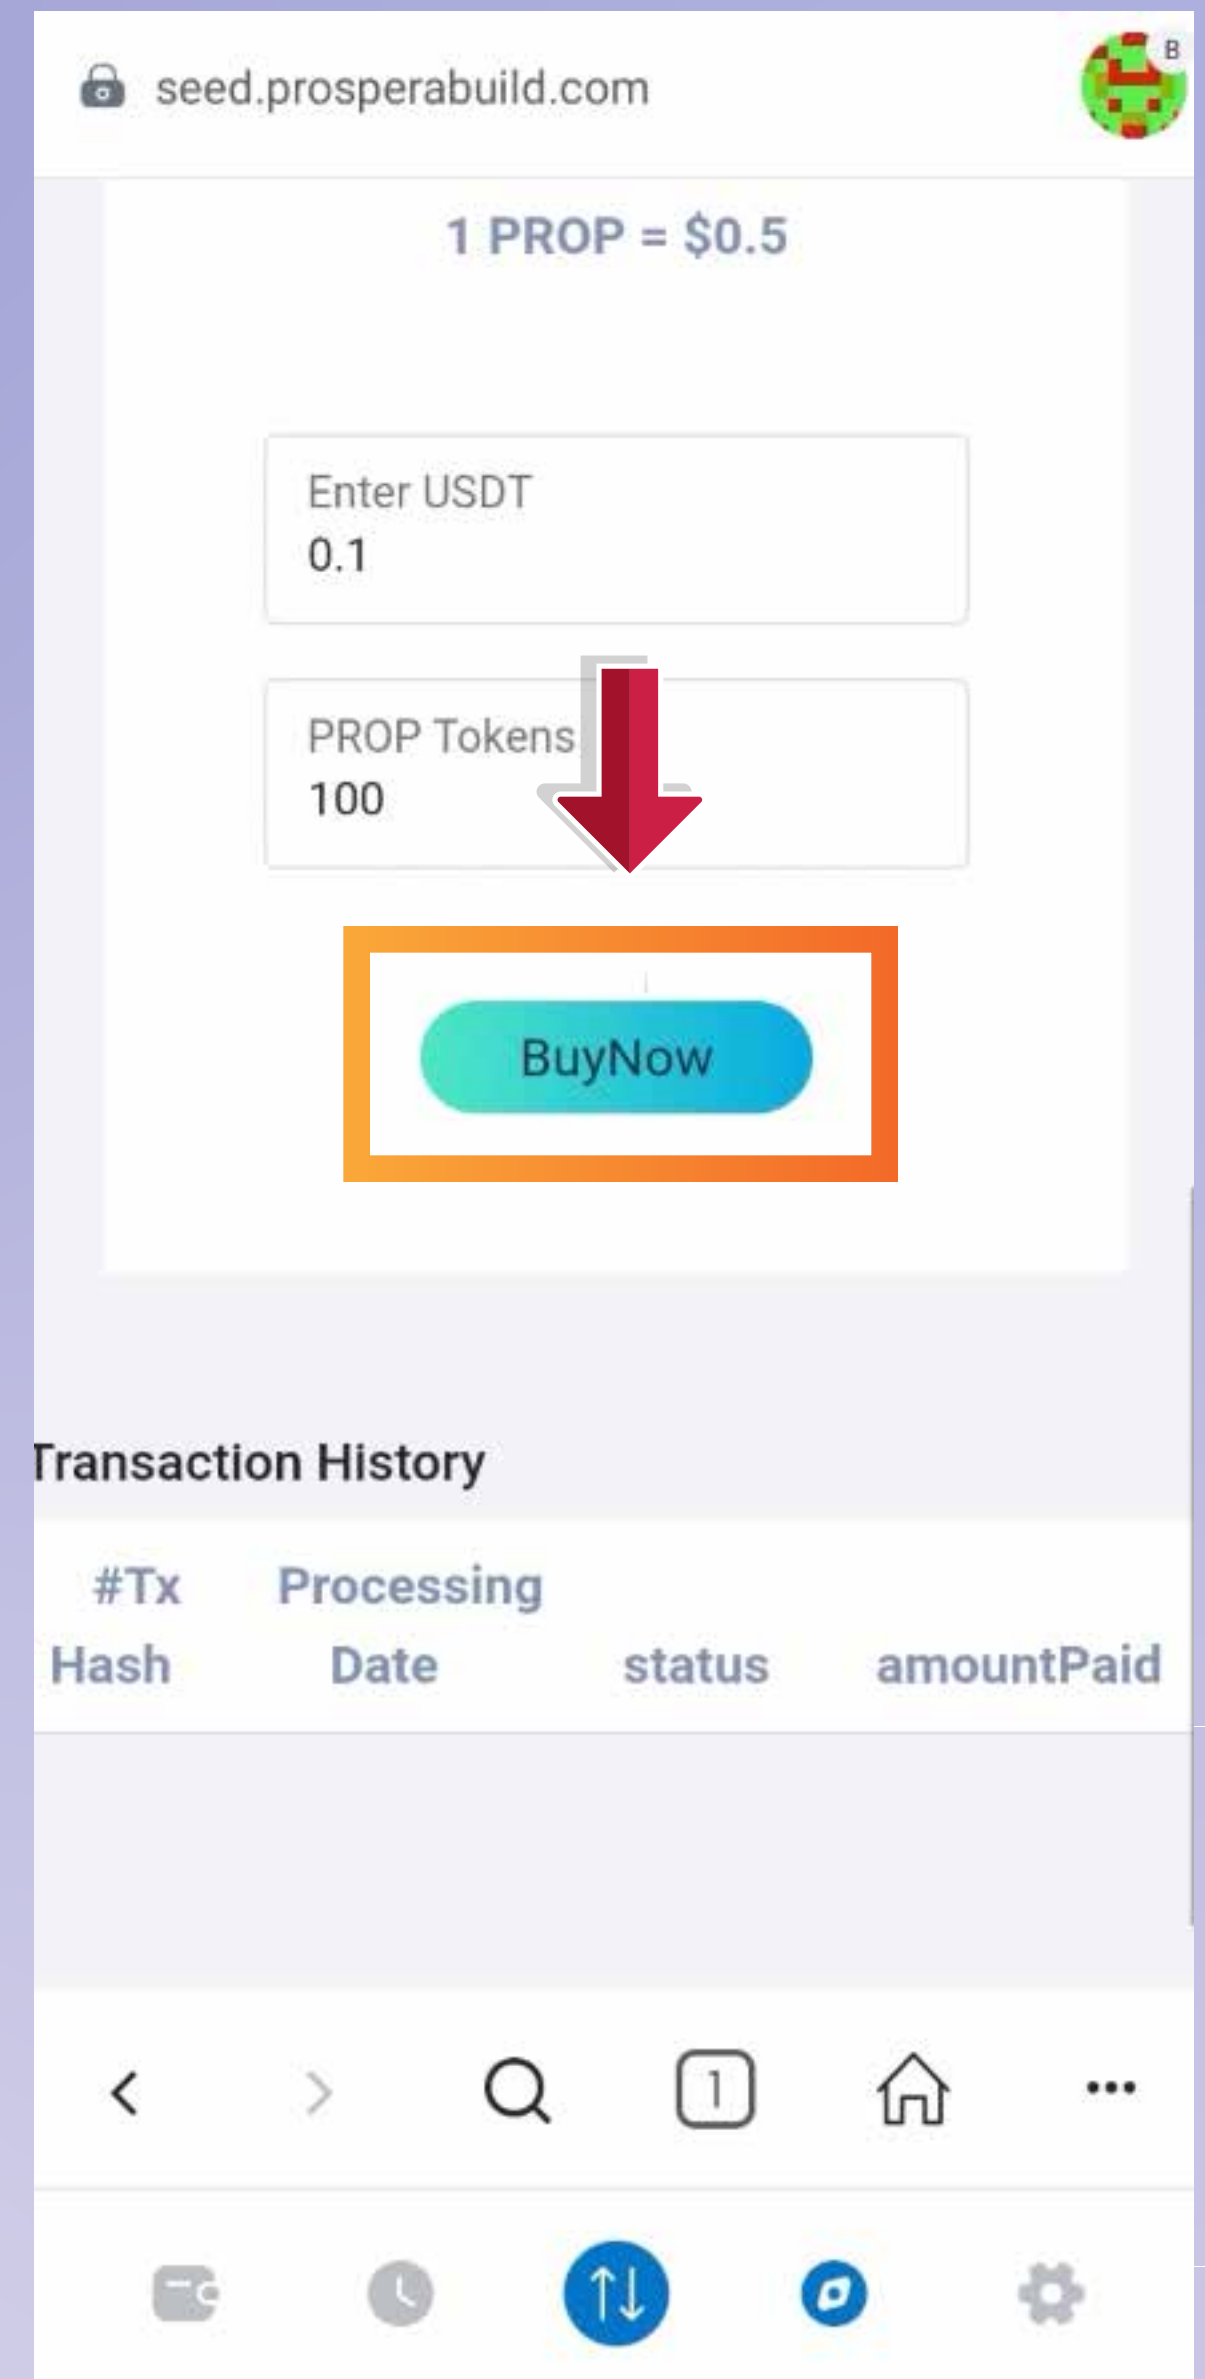 seed.prosperabuild.com
B
1 PROP = $0.5
Enter USDT
0.1
PROP Tokens
100
BuyNow
Transaction History
#Tx Hash
Processing Date
status
amountPaid
1